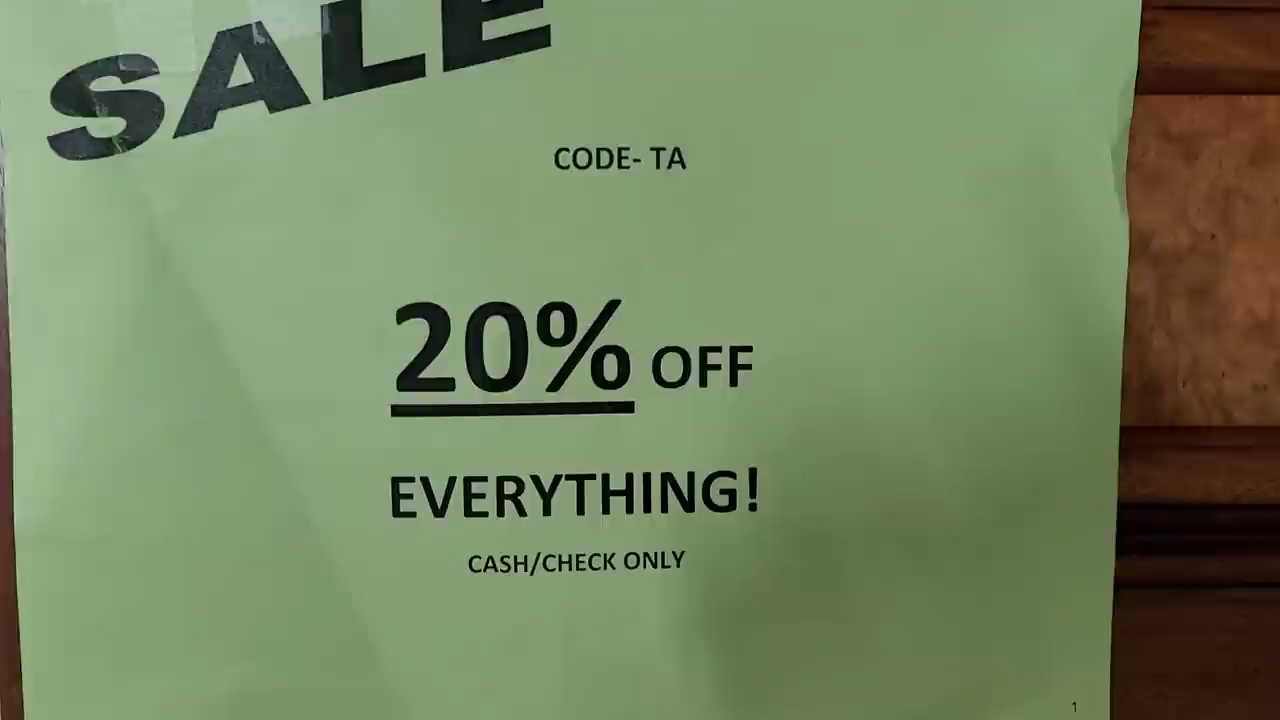 SALE
CODE- TA
20% OFF
EVERYTHING!
CASH/CHECK ONLY
1